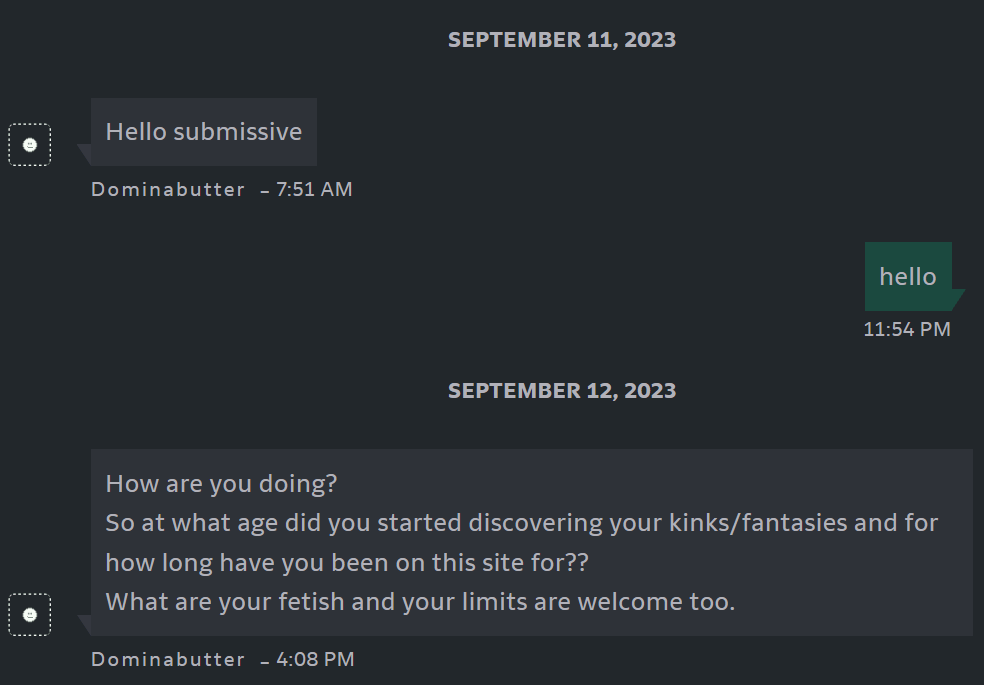 SEPTEMBER 11, 2023
Hello submissive
Dominabutter – 7:51 AM
hello
11:54 PM
SEPTEMBER 12, 2023
How are you doing?
So at what age did you started discovering your kinks/fantasies and for
how long have you been on this site for??
What are your fetish and your limits are welcome too.
Dominabutter – 4:08 PM